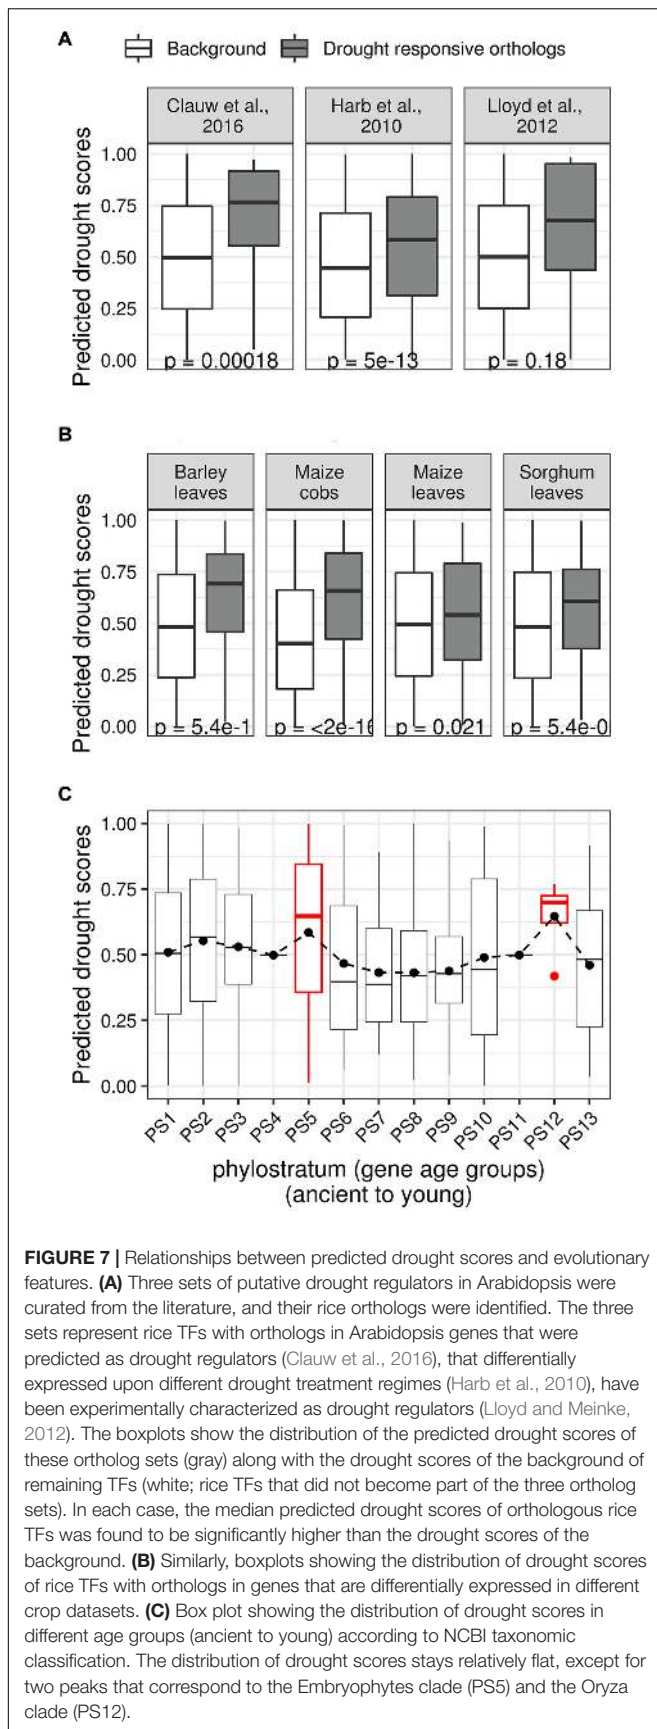 A
Background Drought responsive orthologs
Clauw et al., 2016
Harb et al., 2010
Lloyd et al., 2012
Predicted drought scores
1.00
0.75
0.50
0.25
0.00
p = 0.00018
p = 5e-13
p = 0.18
B
Barley leaves
Maize cobs
Maize leaves
Sorghum leaves
Predicted drought scores
1.00
0.75
0.50
0.25
0.00
p = 5.4e-1
p = <2e-16
p = 0.021
p = 5.4e-0
C
Predicted drought scores
1.00
0.75
0.50
0.25
0.00
PS1 PS2 PS3 PS4 PS5 PS6 PS7 PS8 PS9 PS10 PS11 PS12 PS13
phylostratum (gene age groups)
(ancient to young)
FIGURE 7 | Relationships between predicted drought scores and evolutionary
features. (A) Three sets of putative drought regulators in Arabidopsis were
curated from the literature, and their rice orthologs were identified. The three
sets represent rice TFs with orthologs in Arabidopsis genes that were
predicted as drought regulators (Clauw et al., 2016), that differentially
expressed upon different drought treatment regimes (Harb et al., 2010), have
been experimentally characterized as drought regulators (Lloyd and Meinke,
2012). The boxplots show the distribution of the predicted drought scores of
these ortholog sets (gray) along with the drought scores of the background of
remaining TFs (white; rice TFs that did not become part of the three ortholog
sets). In each case, the median predicted drought scores of orthologous rice
TFs was found to be significantly higher than the drought scores of the
background. (B) Similarly, boxplots showing the distribution of drought scores
of rice TFs with orthologs in genes that are differentially expressed in different
crop datasets. (C) Box plot showing the distribution of drought scores in
different age groups (ancient to young) according to NCBI taxonomic
classification. The distribution of drought scores stays relatively flat, except for
two peaks that correspond to the Embryophytes clade (PS5) and the Oryza
clade (PS12).